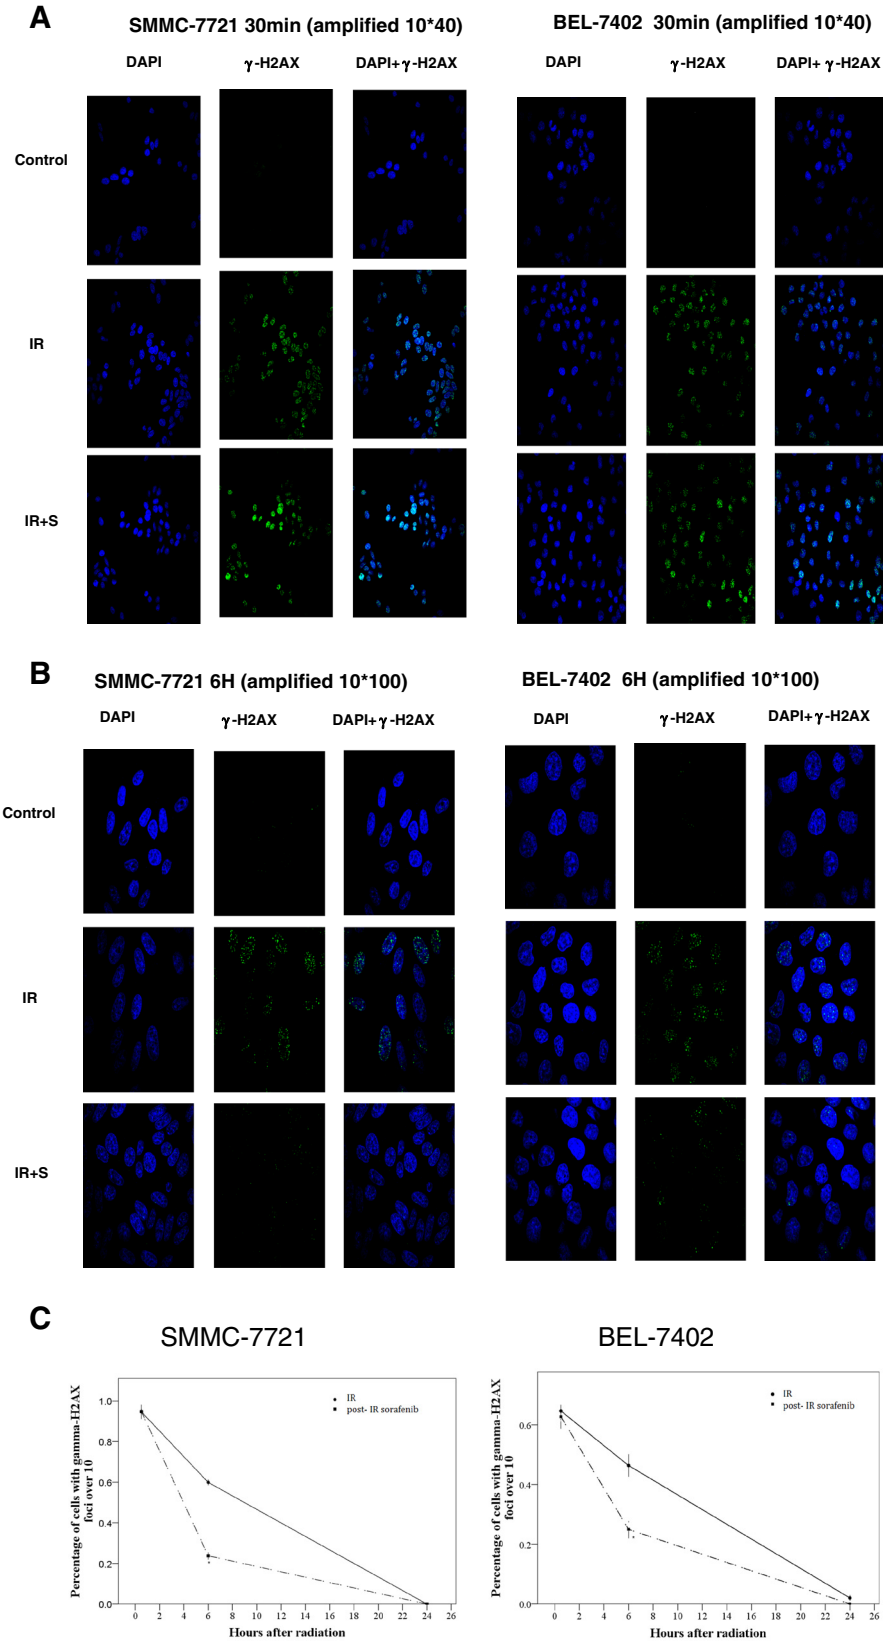 A
SMMC-7721 30min (amplified 10*40)
BEL-7402 30min (amplified 10*40)
DAPI
γ-H2AX
DAPI+γ-H2AX
DAPI
γ-H2AX
DAPI+ γ-H2AX
Control
IR
IR+S
B
SMMC-7721 6H (amplified 10*100)
BEL-7402 6H (amplified 10*100)
DAPI
γ-H2AX
DAPI+γ-H2AX
DAPI
γ-H2AX
DAPI+γ-H2AX
Control
IR
IR+S
C
SMMC-7721
BEL-7402
Percentage of cells with gamma-H2AX
foci over 10
1.0
0.8
0.6
0.4
0.2
0.0
IR
post- IR sorafenib
*
0 2 4 6 8 10 12 14 16 18 20 22 24 26
Hours after radiation
Percentage of cells with gamma-H2AX
foci over 10
0.6
0.4
0.2
0.0
IR
post-IR sorafenib
*
0 2 4 6 8 10 12 14 16 18 20 22 24 26
Hours after radiation